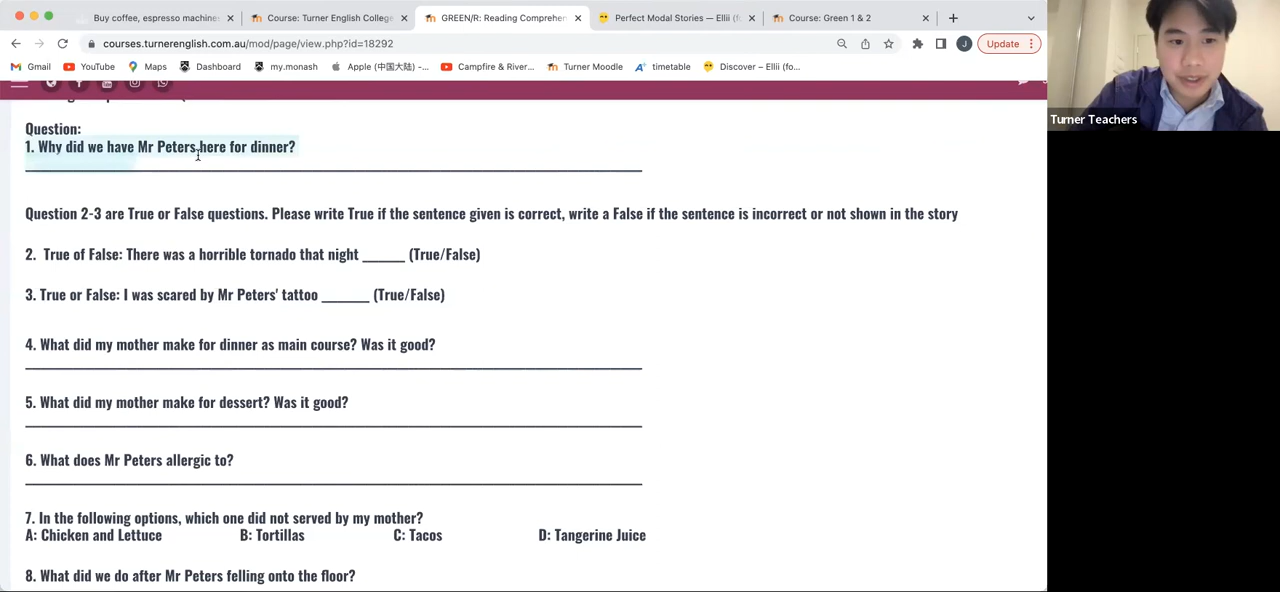 Buy coffee, espresso machine
Course: Turner English College
GREEN/R: Reading Comprehen
Perfect Modal Stories — Ellii (f
Course: Green 1 & 2
courses.turnerenglish.com.au/mod/page/view.php?id=18292
J
Update
Gmail
YouTube
Maps
Dashboard
my.monash
Apple (中国大陆) -...
Campfire & River...
Turner Moodle
timetable
Discover – Ellii (fo...
Turner Teachers
Question:
1. Why did we have Mr Peters here for dinner?
Question 2-3 are True or False questions. Please write True if the sentence given is correct, write a False if the sentence is incorrect or not shown in the story
2. True of False: There was a horrible tornado that night ______ (True/False)
3. True or False: I was scared by Mr Peters' tattoo _______ (True/False)
4. What did my mother make for dinner as main course? Was it good?
5. What did my mother make for dessert? Was it good?
6. What does Mr Peters allergic to?
7. In the following options, which one did not served by my mother?
A: Chicken and Lettuce B: Tortillas C: Tacos D: Tangerine Juice
8. What did we do after Mr Peters felling onto the floor?